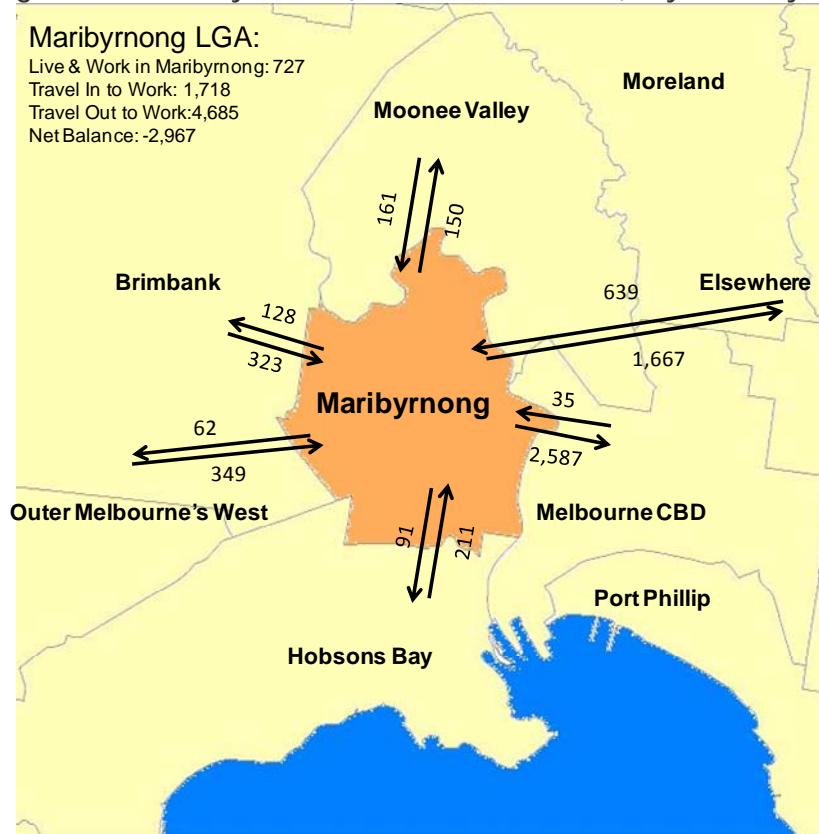 Maribyrnong LGA:
Live & Work in Maribyrnong: 727
Travel In to Work: 1,718
Travel Out to Work:4,685
Net Balance: -2,967
Moreland
Moonee Valley
161
150
Brimbank
Elsewhere
128
323
639
1,667
Maribyrnong
35
2,587
62
349
Outer Melbourne's West
Melbourne CBD
91
211
Port Phillip
Hobsons Bay